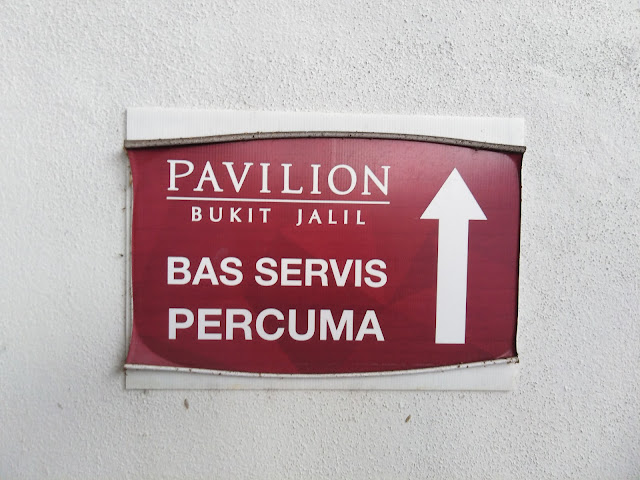 PAVILION
BUKIT JALIL
BAS SERVIS
PERCUMA